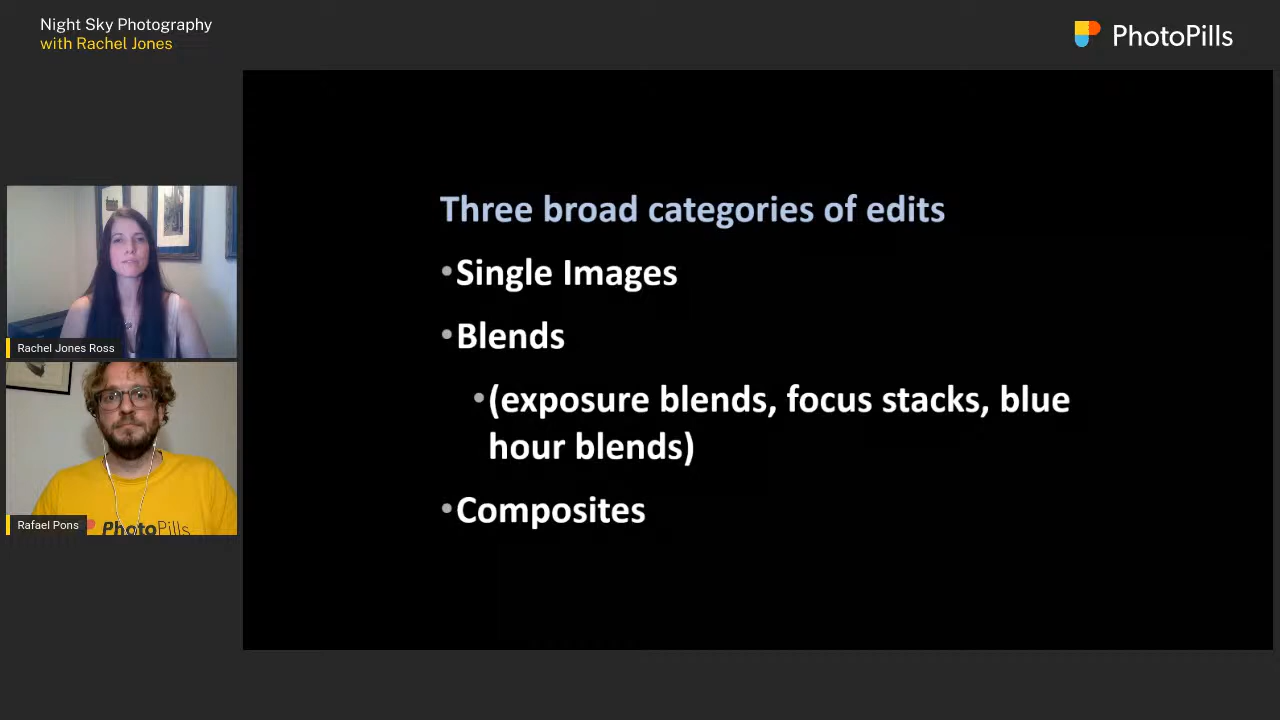 Night Sky Photography
with Rachel Jones
PhotoPills
Rachel Jones Ross
Rafael Pons
PhotoPills
Three broad categories of edits
•Single Images
•Blends
•(exposure blends, focus stacks, blue
hour blends)
•Composites